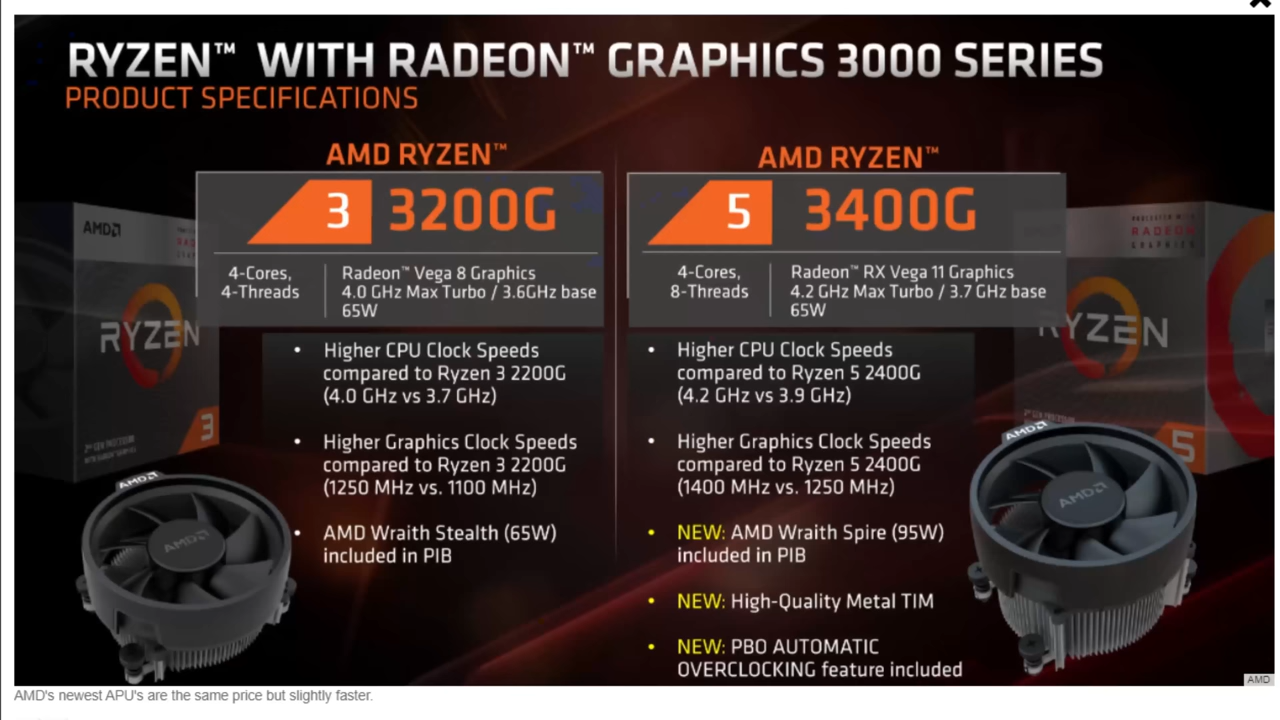 RYZEN™ WITH RADEON™ GRAPHICS 3000 SERIES
PRODUCT SPECIFICATIONS
AMD RYZEN™
3 3200G
4-Cores,
4-Threads
Radeon™ Vega 8 Graphics
4.0 GHz Max Turbo / 3.6GHz base
65W
• Higher CPU Clock Speeds
compared to Ryzen 3 2200G
(4.0 GHz vs 3.7 GHz)
• Higher Graphics Clock Speeds
compared to Ryzen 3 2200G
(1250 MHz vs. 1100 MHz)
• AMD Wraith Stealth (65W)
included in PIB
AMD RYZEN™
5 3400G
4-Cores,
8-Threads
Radeon™ RX Vega 11 Graphics
4.2 GHz Max Turbo / 3.7 GHz base
65W
• Higher CPU Clock Speeds
compared to Ryzen 5 2400G
(4.2 GHz vs 3.9 GHz)
• Higher Graphics Clock Speeds
compared to Ryzen 5 2400G
(1400 MHz vs. 1250 MHz)
• NEW: AMD Wraith Spire (95W)
included in PIB
• NEW: High-Quality Metal TIM
• NEW: PBO AUTOMATIC
OVERCLOCKING feature included
AMD
RYZEN
3
AMD
AMD
RADEON
GRAPHICS
RYZEN
5
AMD
AMD
AMD
AMD's newest APU's are the same price but slightly faster.